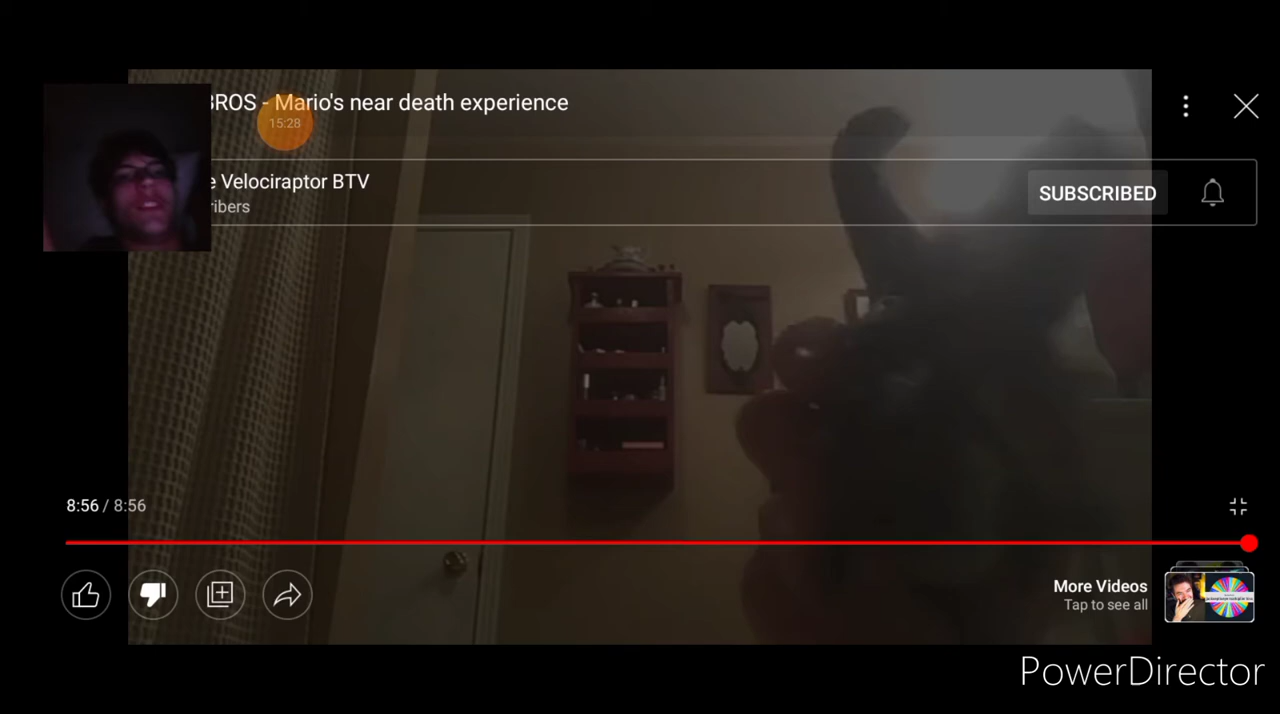 BROS - Mario's near death experience
15:28
e Velociraptor BTV
ribers
SUBSCRIBED
8:56 / 8:56
More Videos
Tap to see all
PowerDirector